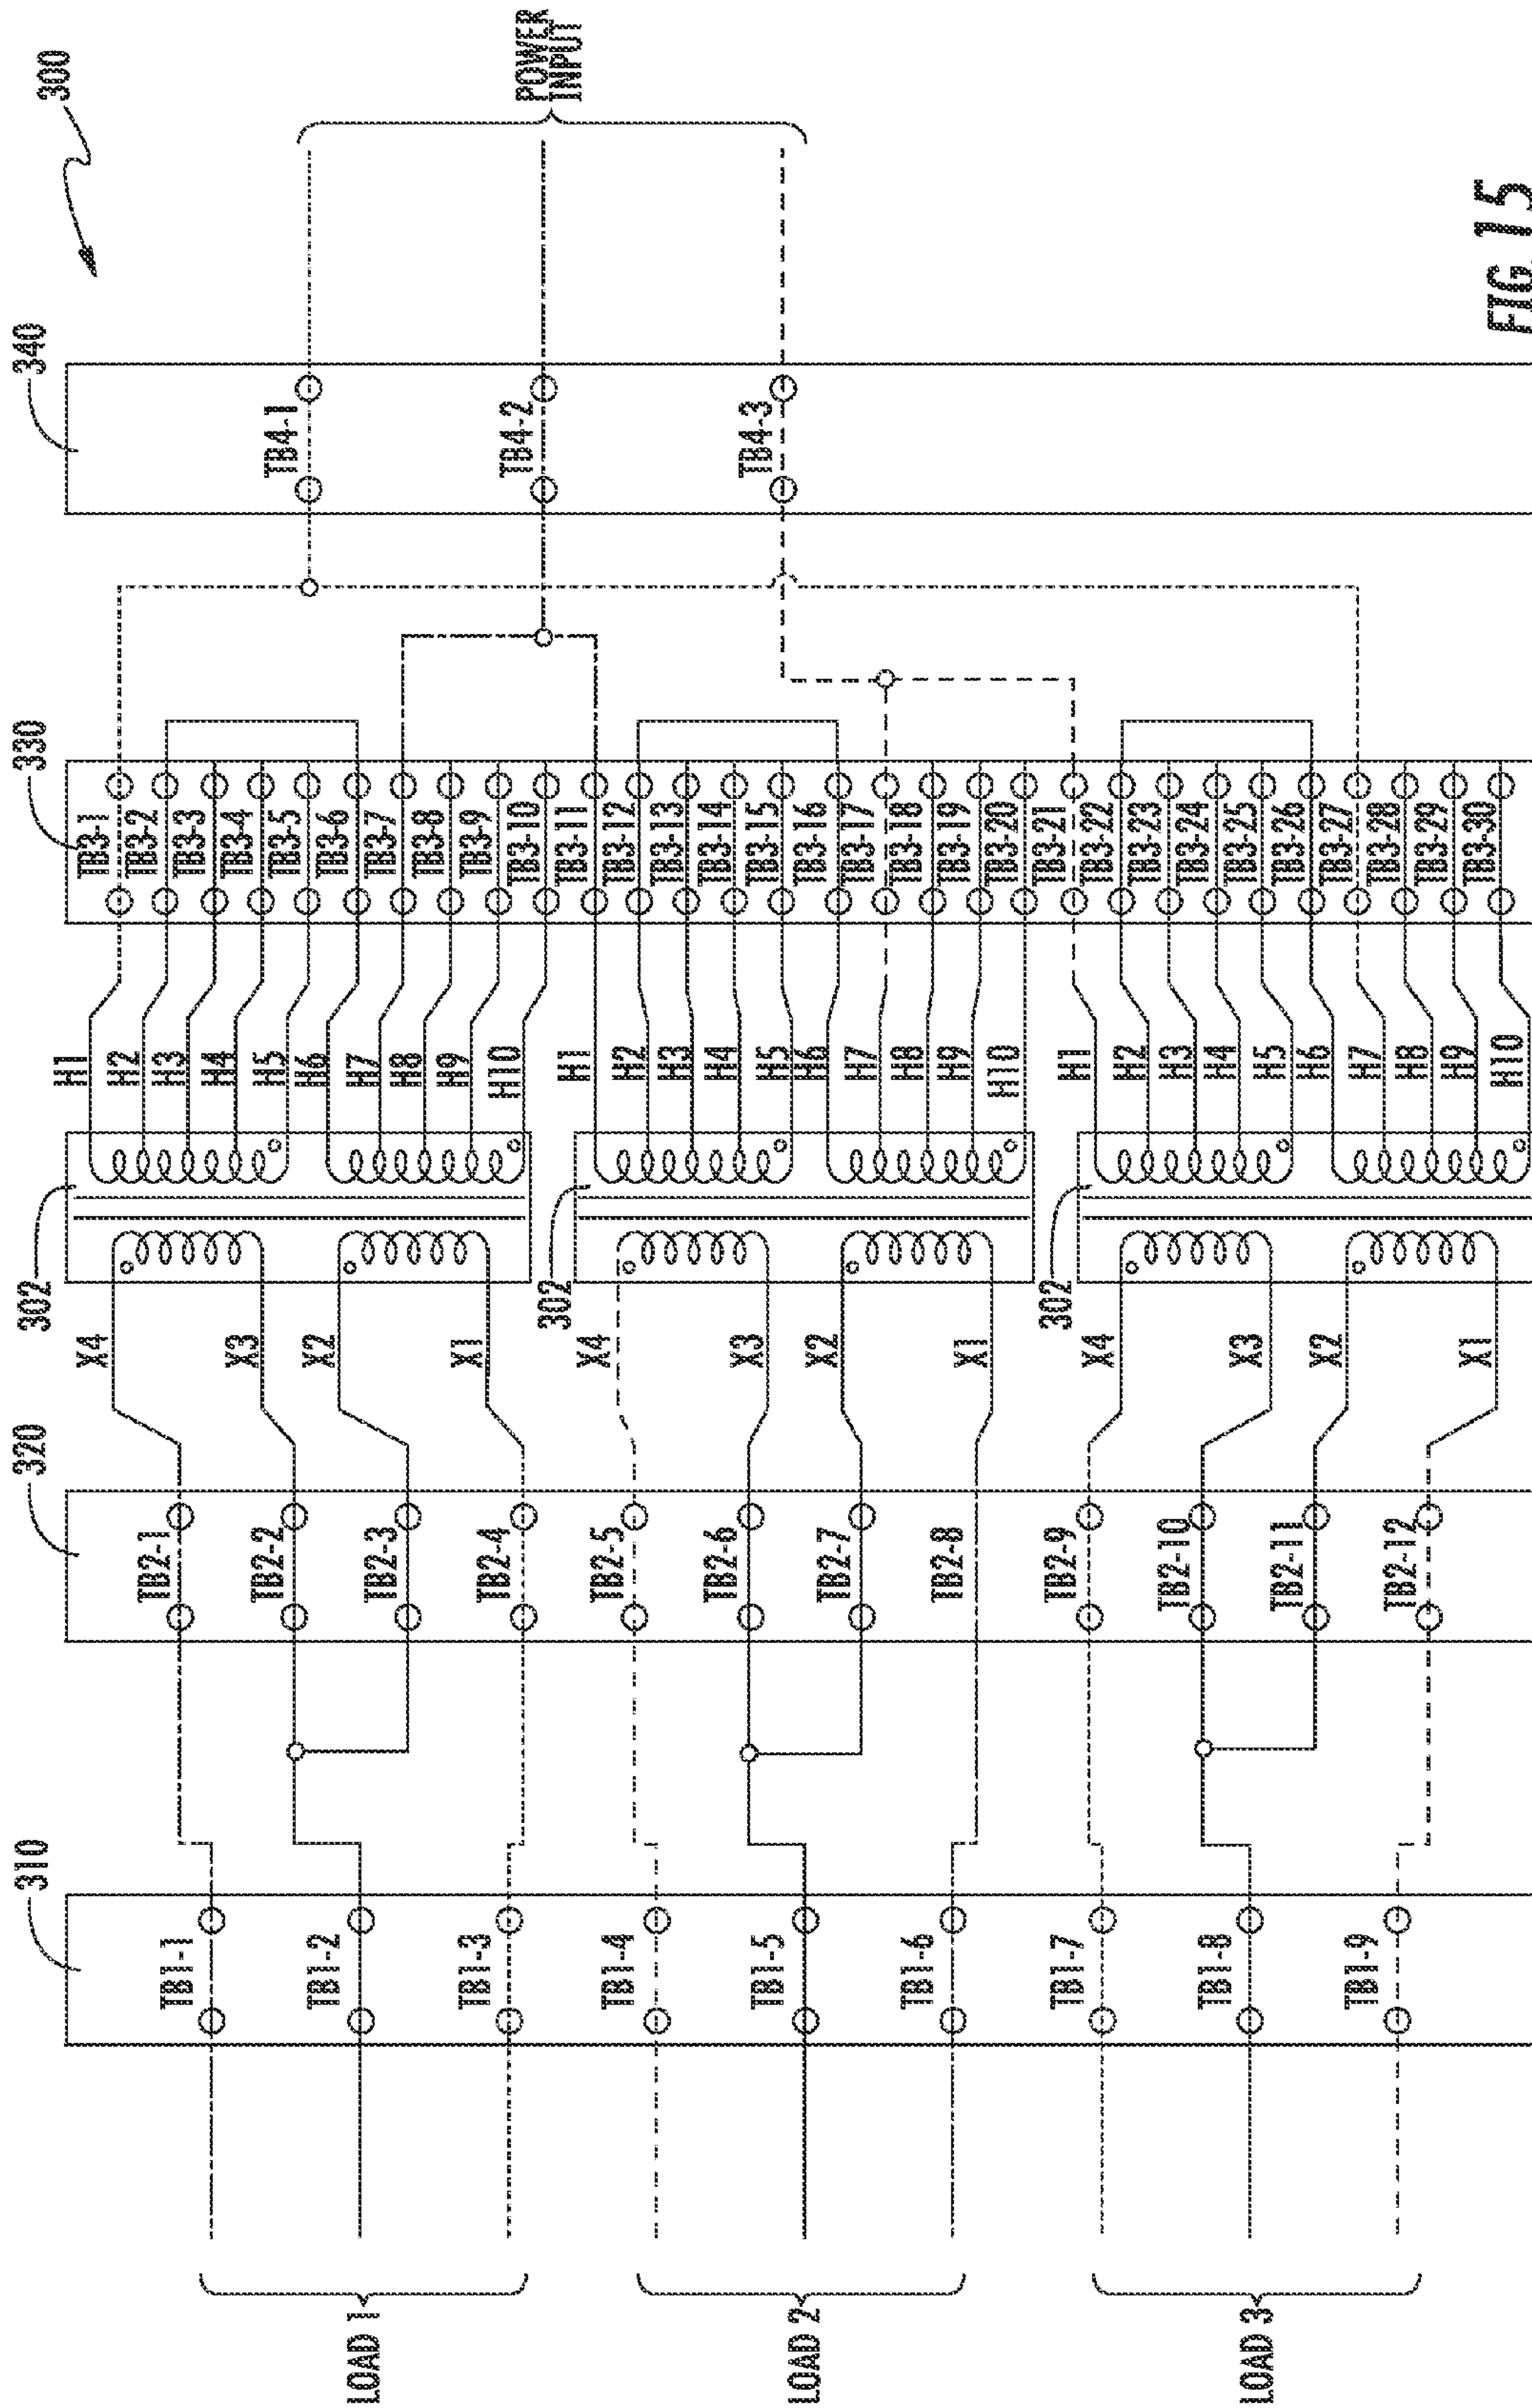 300
POWER
INPUT
340
TB4-1
TB4-2
TB4-3
330
TB3-1
TB3-2
TB3-3
TB3-4
TB3-5
TB3-6
TB3-7
TB3-8
TB3-9
TB3-10
TB3-11
TB3-12
TB3-13
TB3-14
TB3-15
TB3-16
TB3-17
TB3-18
TB3-19
TB3-20
TB3-21
TB3-22
TB3-23
TB3-24
TB3-25
TB3-26
TB3-27
TB3-28
TB3-29
TB3-30
H1
H2
H3
H4
H5
H6
H7
H8
H9
H10
H1
H2
H3
H4
H5
H6
H7
H8
H9
H10
H1
H2
H3
H4
H5
H6
H7
H8
H9
H10
302
302
302
X4
X3
X2
X1
X4
X3
X2
X1
X4
X3
X2
X1
320
TB2-1
TB2-2
TB2-3
TB2-4
TB2-5
TB2-6
TB2-7
TB2-8
TB2-9
TB2-10
TB2-11
TB2-12
310
TB1-1
TB1-2
TB1-3
TB1-4
TB1-5
TB1-6
TB1-7
TB1-8
TB1-9
LOAD 1
LOAD 2
LOAD 3
FIG. 15